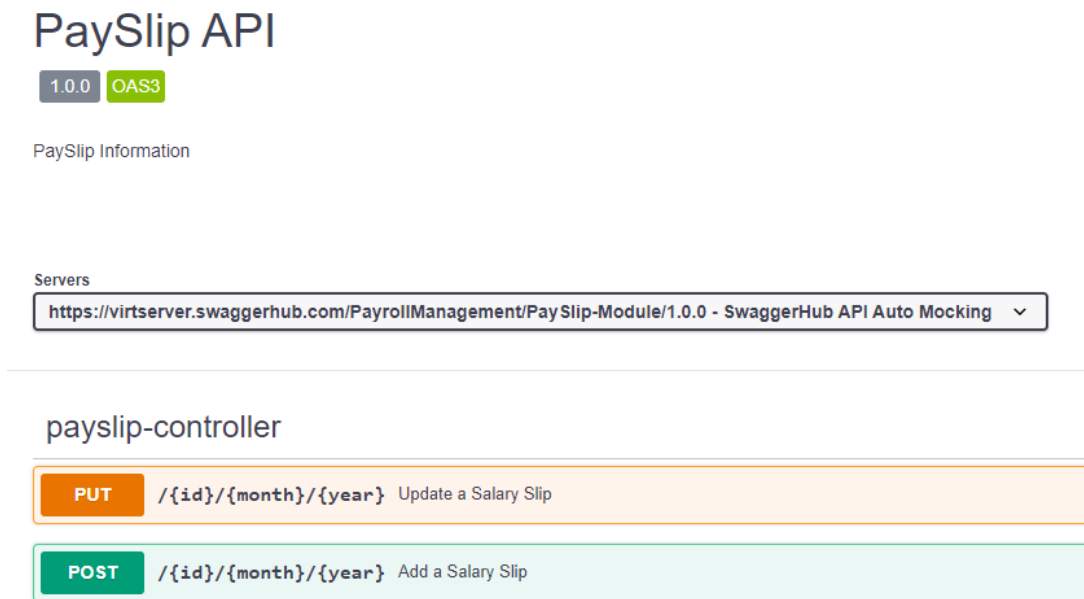 PaySlip API
1.0.0 OAS3
PaySlip Information
Servers
https://virtserver.swaggerhub.com/PayrollManagement/PaySlip-Module/1.0.0 - SwaggerHub API Auto Mocking
payslip-controller
PUT /{id}/{month}/{year} Update a Salary Slip
POST /{id}/{month}/{year} Add a Salary Slip